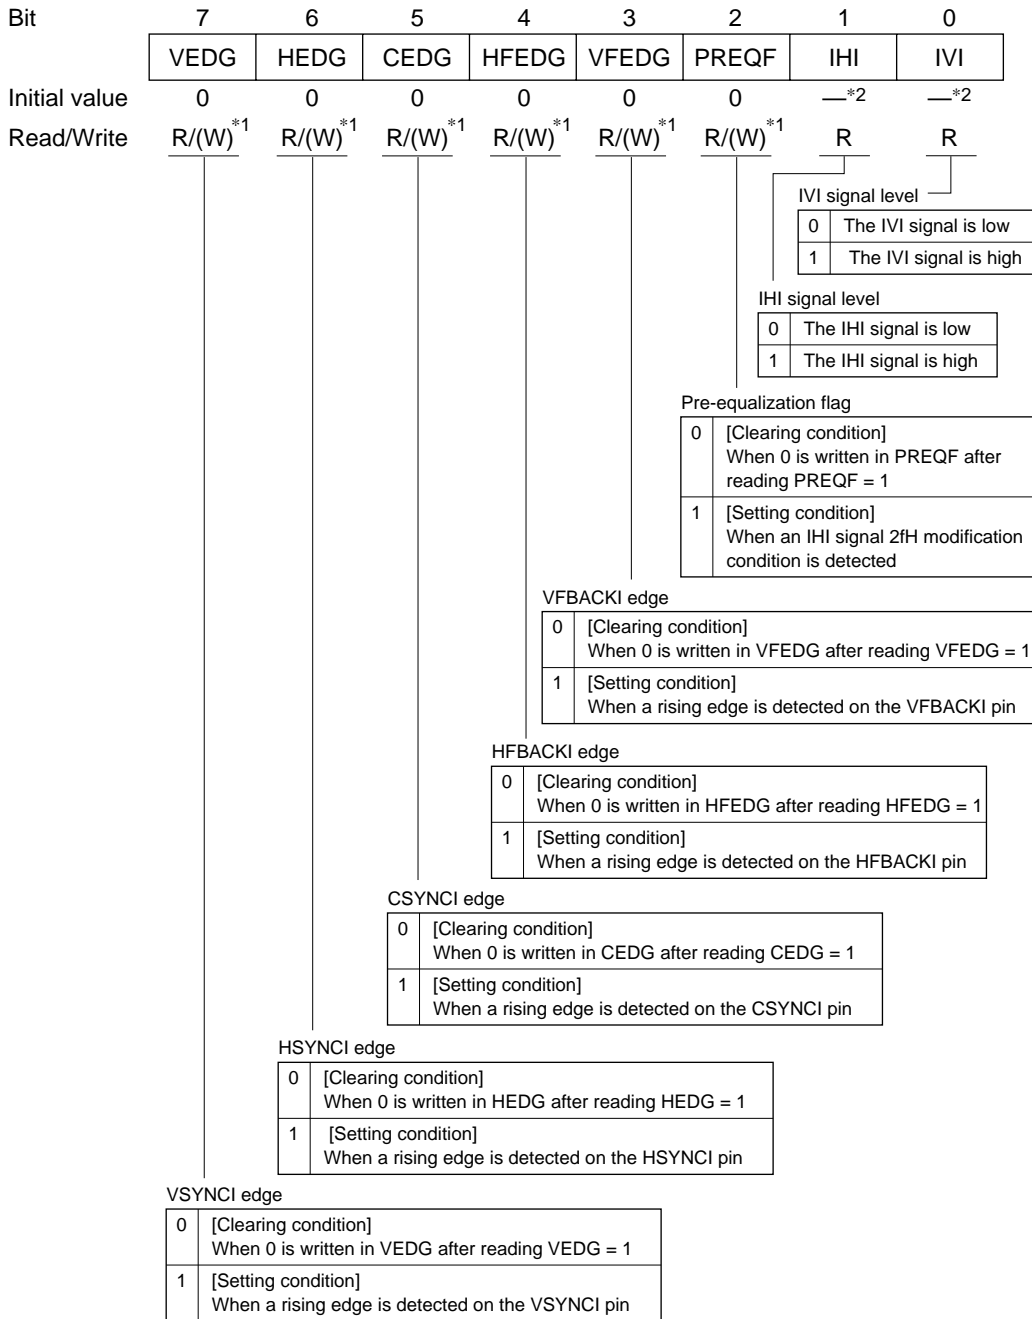 Bit 7 6 5 4 3 2 1 0
VEDG HEDG CEDG HFEDG VFEDG PREQF IHI IVI
Initial value 0 0 0 0 0 0 —*2 —*2
Read/Write R/(W)*1 R/(W)*1 R/(W)*1 R/(W)*1 R/(W)*1 R/(W)*1 R R
IVI signal level
0 The IVI signal is low
1 The IVI signal is high
IHI signal level
0 The IHI signal is low
1 The IHI signal is high
Pre-equalization flag
0 [Clearing condition]
When 0 is written in PREQF after
reading PREQF = 1
1 [Setting condition]
When an IHI signal 2fH modification
condition is detected
VFBACKI edge
0 [Clearing condition]
When 0 is written in VFEDG after reading VFEDG = 1
1 [Setting condition]
When a rising edge is detected on the VFBACKI pin
HFBACKI edge
0 [Clearing condition]
When 0 is written in HFEDG after reading HFEDG = 1
1 [Setting condition]
When a rising edge is detected on the HFBACKI pin
CSYNCI edge
0 [Clearing condition]
When 0 is written in CEDG after reading CEDG = 1
1 [Setting condition]
When a rising edge is detected on the CSYNCI pin
HSYNCI edge
0 [Clearing condition]
When 0 is written in HEDG after reading HEDG = 1
1 [Setting condition]
When a rising edge is detected on the HSYNCI pin
VSYNCI edge
0 [Clearing condition]
When 0 is written in VEDG after reading VEDG = 1
1 [Setting condition]
When a rising edge is detected on the VSYNCI pin